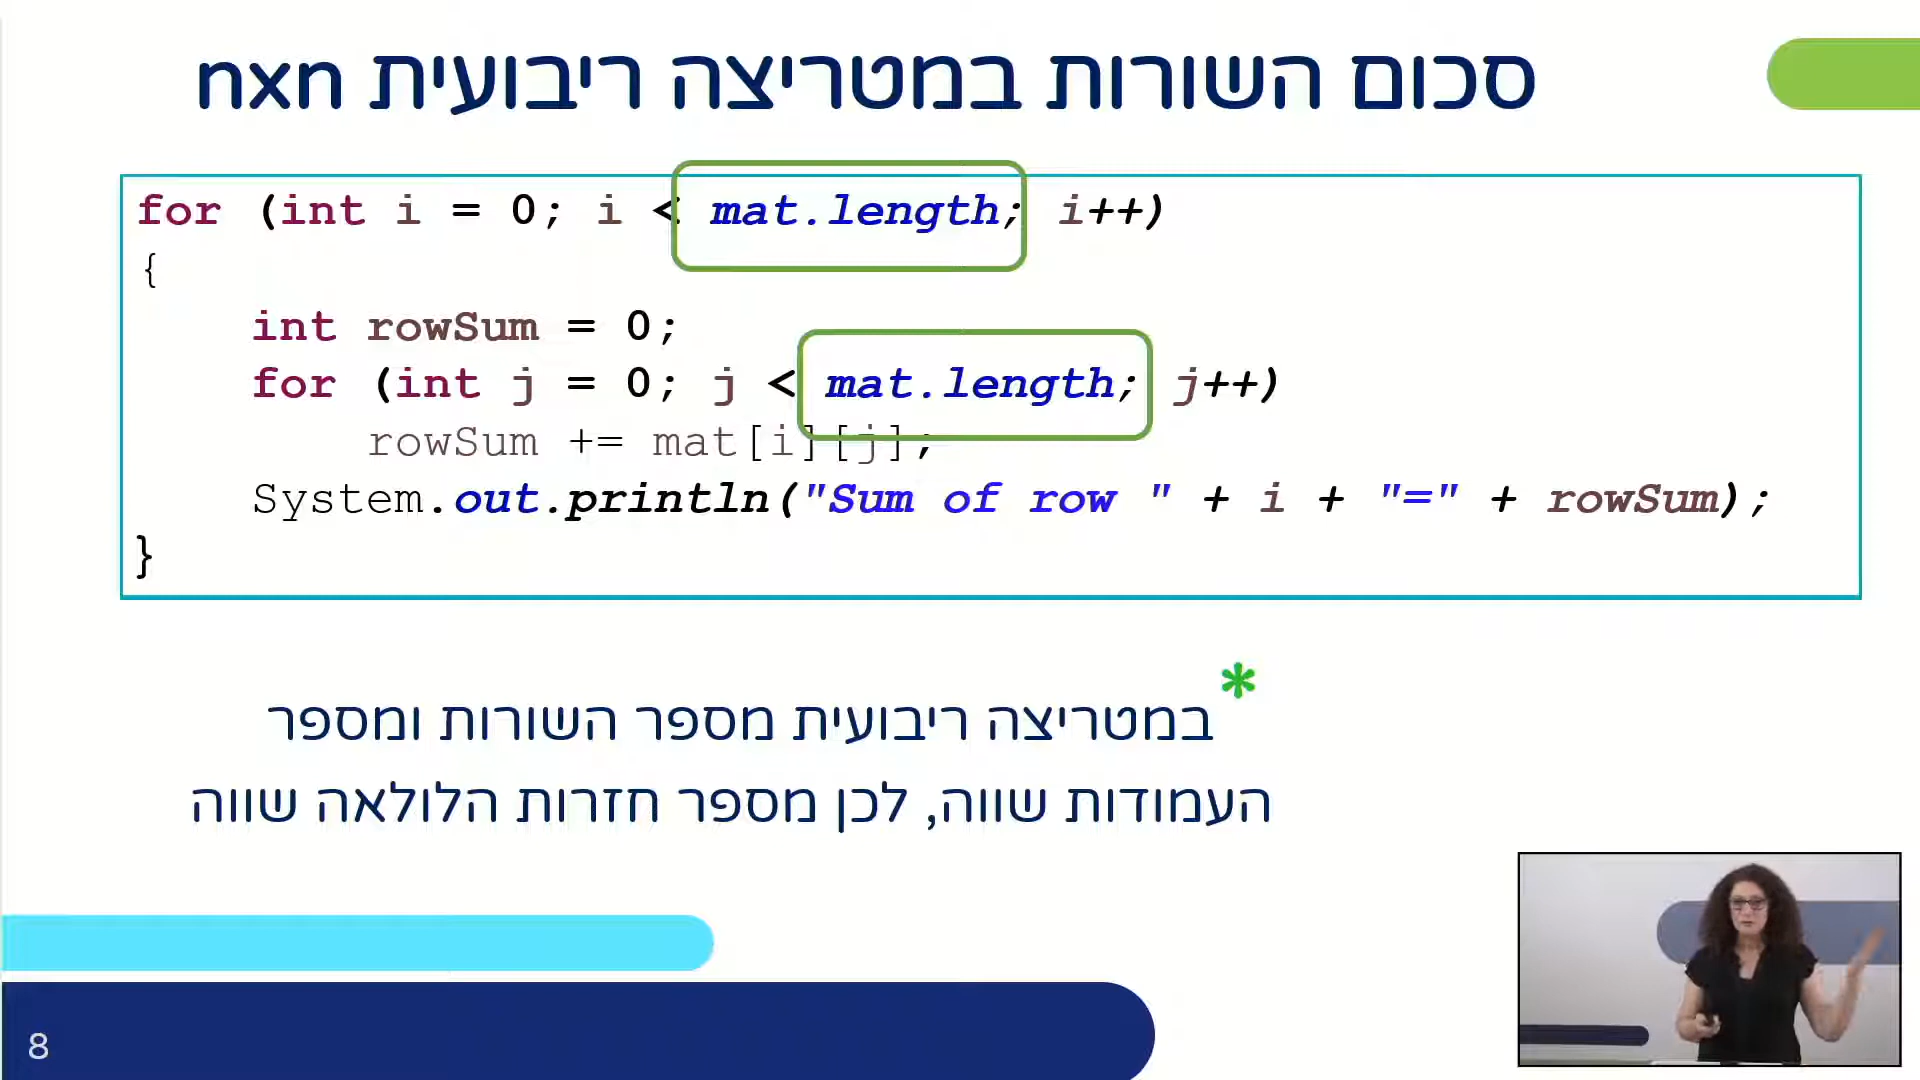 סכום השורות במטריצה ריבועית nxn
for (int i = 0; i < mat.length; i++)
{
int rowSum = 0;
for (int j = 0; j < mat.length; j++)
rowSum += mat[i][j];
System.out.println("Sum of row " + i + "=" + rowSum);
}
*
במטריצה ריבועית מספר השורות ומספר
העמודות שווה, לכן מספר חזרות הלולאה שווה
8